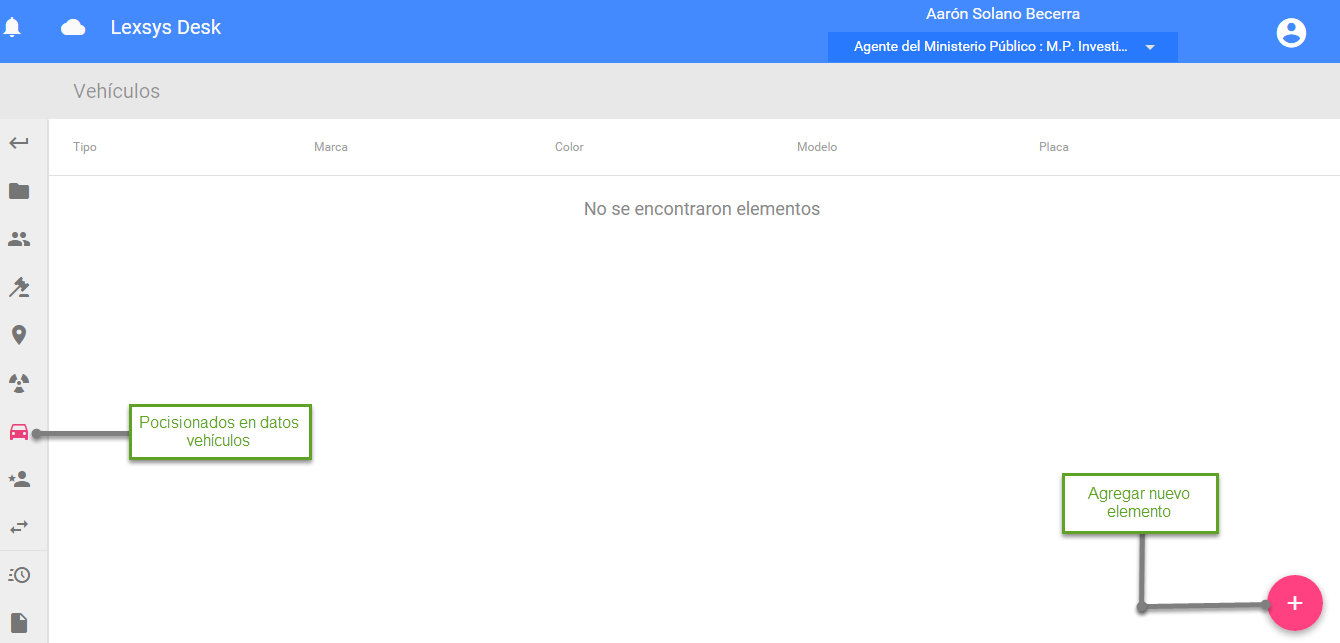 Lexsys Desk
Aarón Solano Becerra
Agente del Ministerio Público : M.P. Investi...
Vehículos
Tipo Marca Color Modelo Placa
No se encontraron elementos
Pocisionados en datos
vehículos
Agregar nuevo
elemento